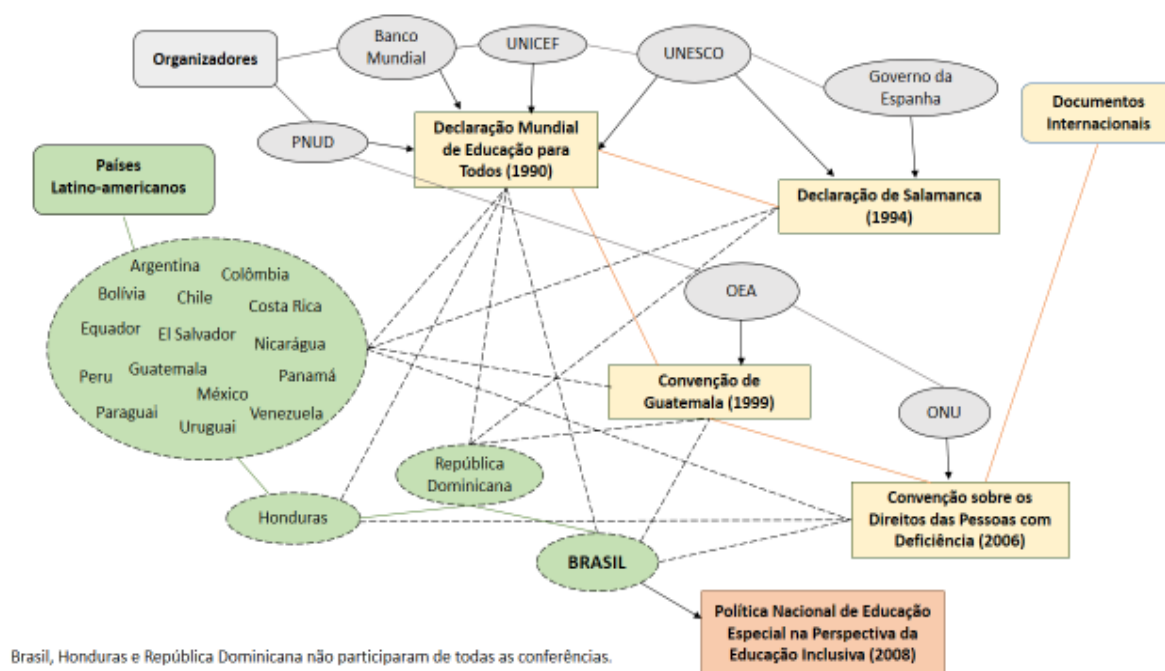 Organizadores
Banco
Mundial
UNICEF
UNESCO
Governo da
Espanha
Documentos
Internacionais
PNUD
Declaração Mundial
de Educação para
Todos (1990)
Países
Latino-americanos
Declaração de Salamanca
(1994)
Argentina
Colômbia
Bolívia
Chile
Costa Rica
Equador
El Salvador
Nicarágua
Peru
Guatemala
Panamá
México
Paraguai
Venezuela
Uruguai
OEA
Convenção de
Guatemala (1999)
ONU
República
Dominicana
Honduras
Convenção sobre os
Direitos das Pessoas com
Deficiência (2006)
BRASIL
Política Nacional de Educação
Especial na Perspectiva da
Educação Inclusiva (2008)
Brasil, Honduras e República Dominicana não participaram de todas as conferências.